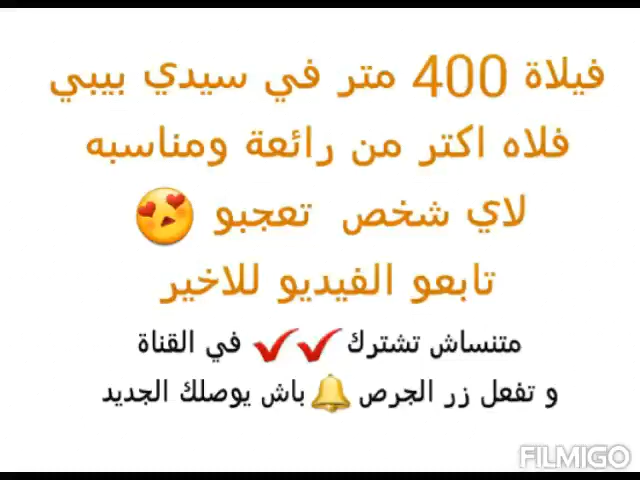 فيلاة 400 متر في سيدي بيبي
فلاه اكتر من رائعة ومناسبه
لاي شخص تعجبو 😍
تابعو الفيديو للاخير
متنساش تشترك ✔✔ في القناة
و تفعل زر الجرص 🔔 باش يوصلك الجديد
FILMIGO